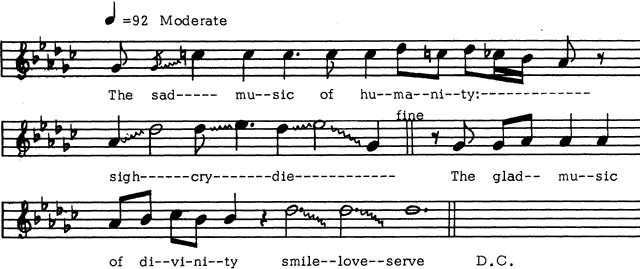 =92 Moderate
The sad----- mu--sic of hu--ma--ni--ty:-------------
fine
sigh------cry-------die------------ The glad-- mu--sic
of di--vi--ni--ty smile--love--serve D.C.